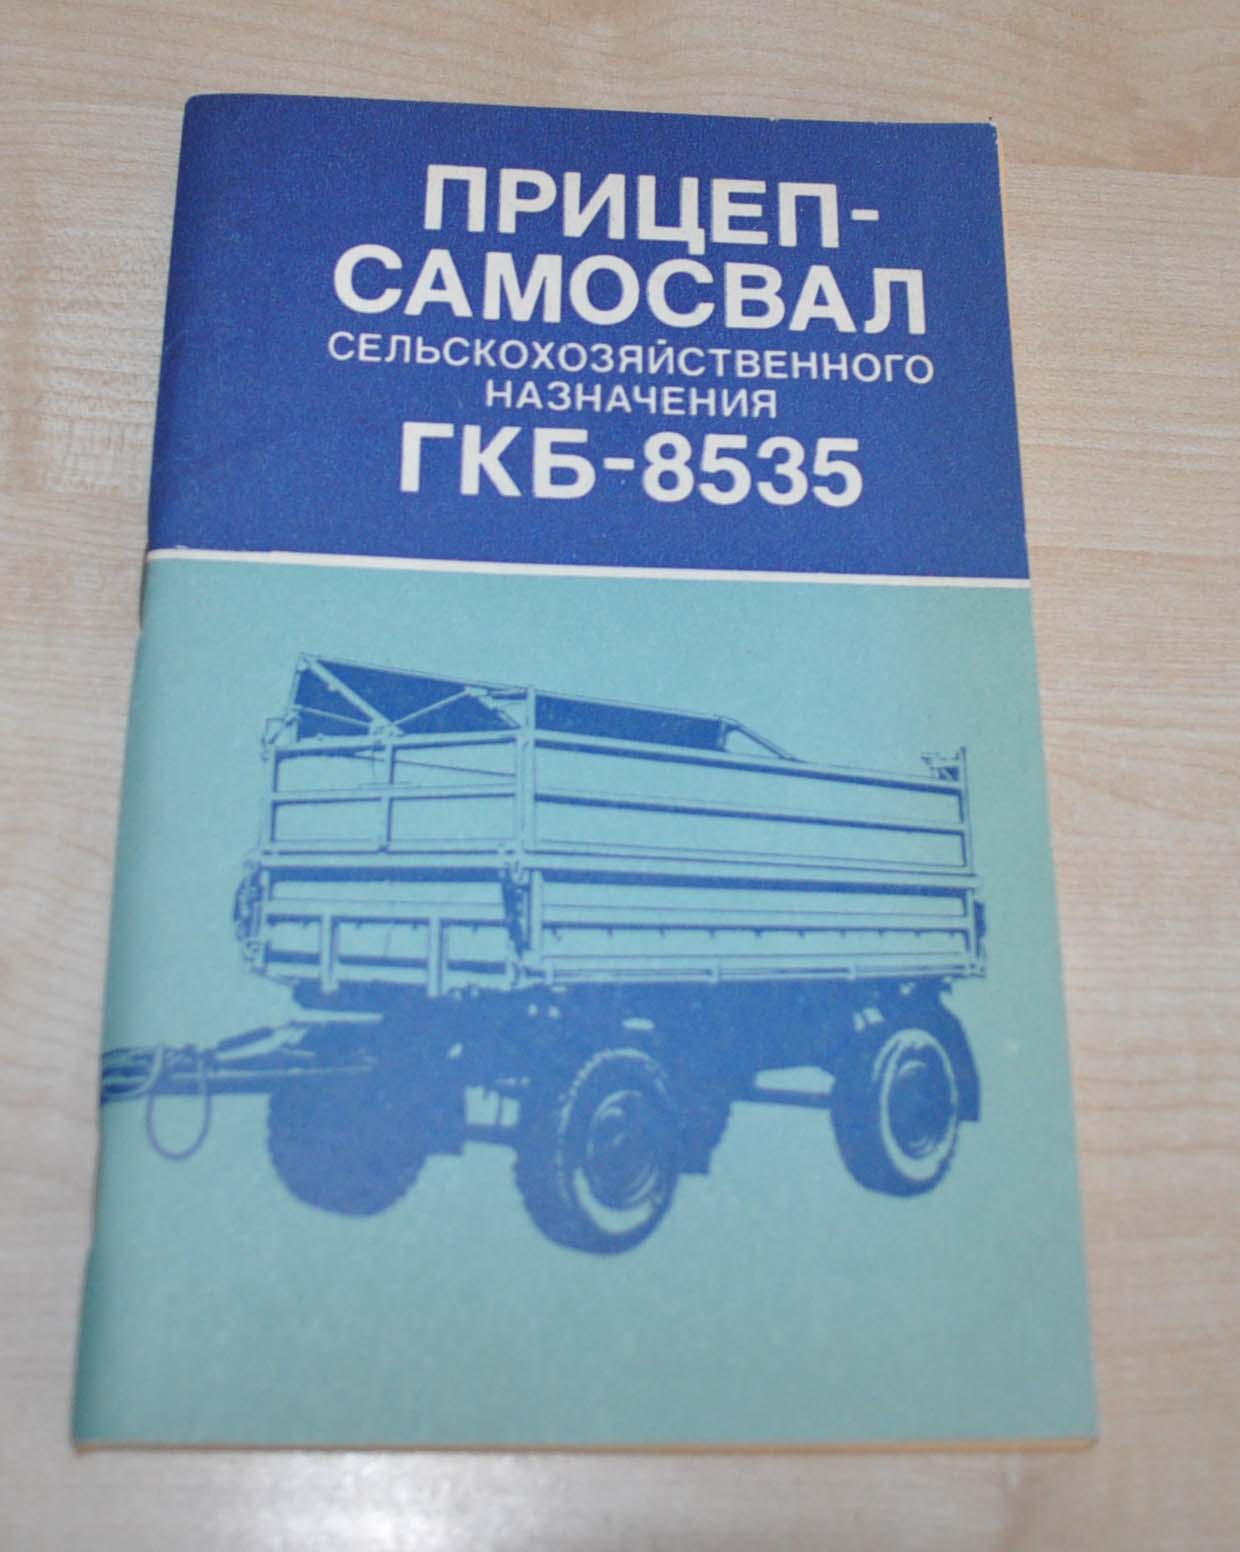 ПРИЦЕП-
САМОСВАЛ
СЕЛЬСКОХОЗЯЙСТВЕННОГО
НАЗНАЧЕНИЯ
ГКБ-8535